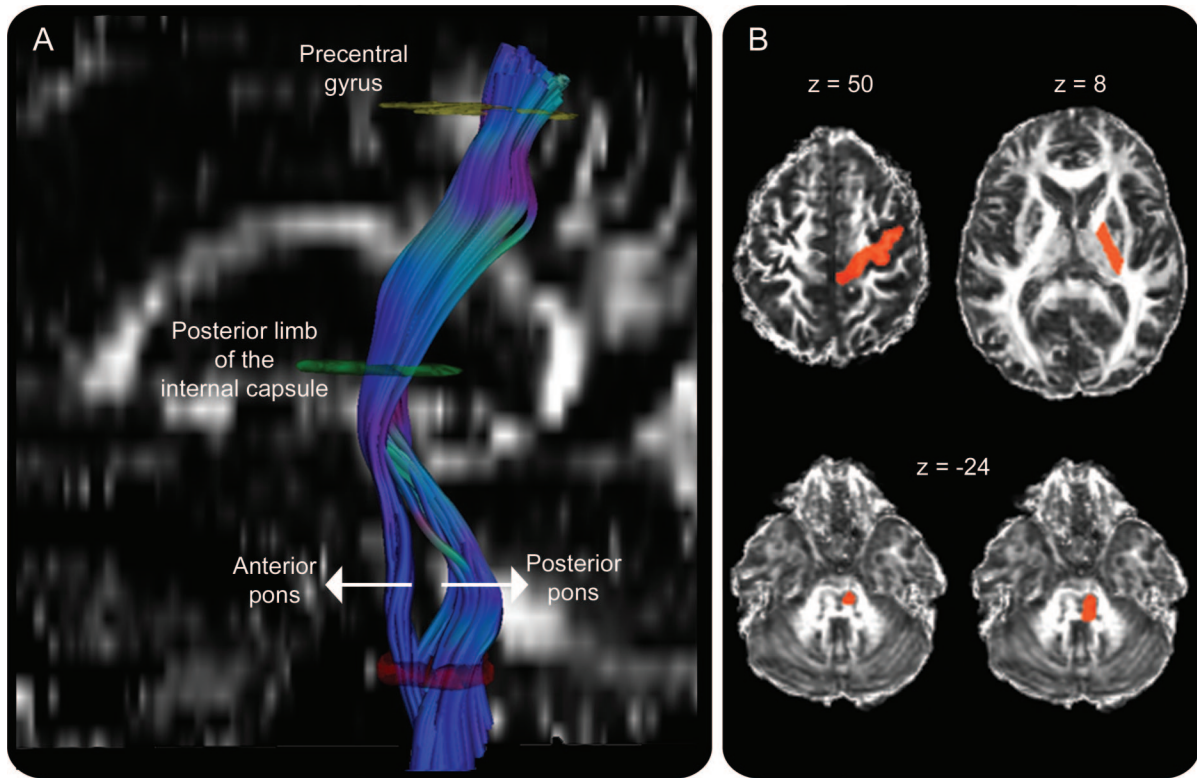 A
Precentral
gyrus
Posterior limb
of the
internal capsule
Anterior
pons
Posterior
pons
B
z = 50
z = 8
z = -24